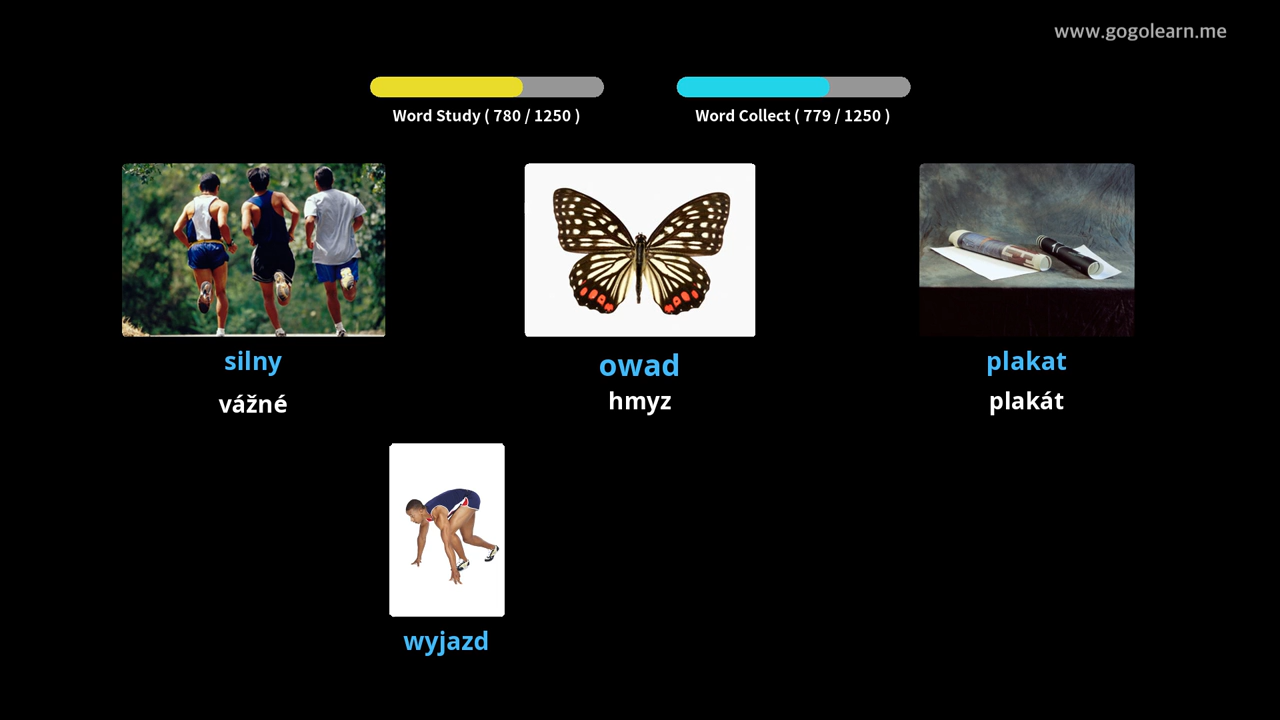 www.gogolearn.me
Word Study ( 780 / 1250 )
Word Collect ( 779 / 1250 )
silny
owad
plakat
vážné
hmyz
plakát
wyjazd